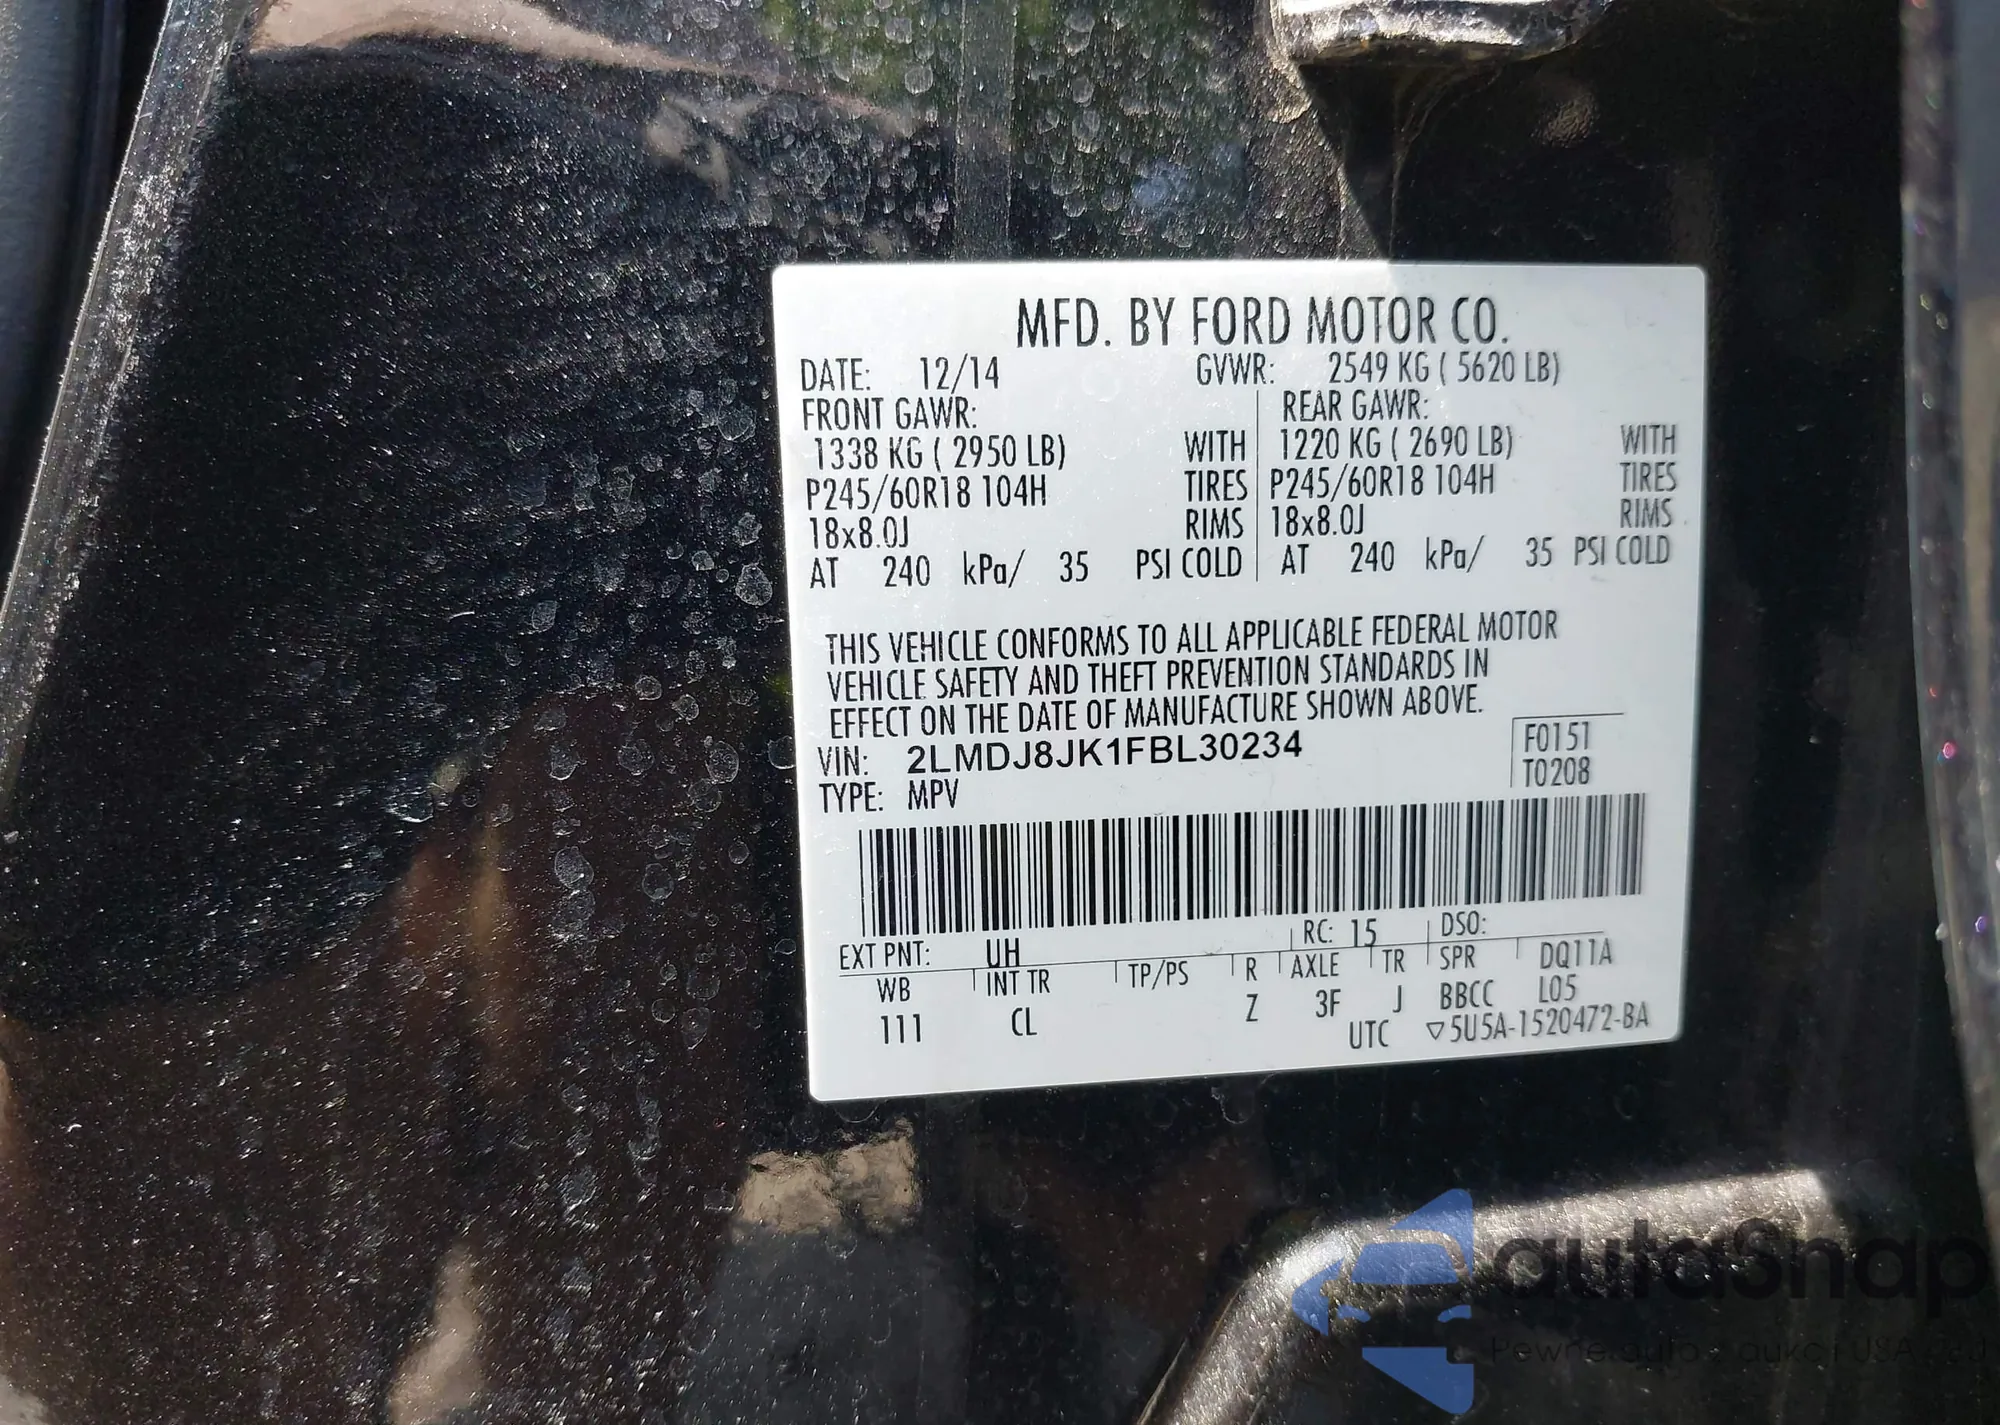 MFD. BY FORD MOTOR CO.
DATE: 12/14 GVWR: 2549 KG ( 5620 LB)
FRONT GAWR: REAR GAWR:
1338 KG ( 2950 LB) WITH 1220 KG ( 2690 LB) WITH
P245/60R18 104H TIRES P245/60R18 104H TIRES
18x8.0J RIMS 18x8.0J RIMS
AT 240 kPa/ 35 PSI COLD AT 240 kPa/ 35 PSI COLD
THIS VEHICLE CONFORMS TO ALL APPLICABLE FEDERAL MOTOR
VEHICLE SAFETY AND THEFT PREVENTION STANDARDS IN
EFFECT ON THE DATE OF MANUFACTURE SHOWN ABOVE.
VIN: 2LMDJ8JK1FBL30234 F0151
TYPE: MPV T0208
EXT PNT: UH RC: 15 DSO:
WB INT TR TP/PS R AXLE TR SPR DQ11A
111 CL Z 3F J BBCC L05
UTC ▽5U5A-1520472-BA
autoSnap
Pewne auto z aukcji USA